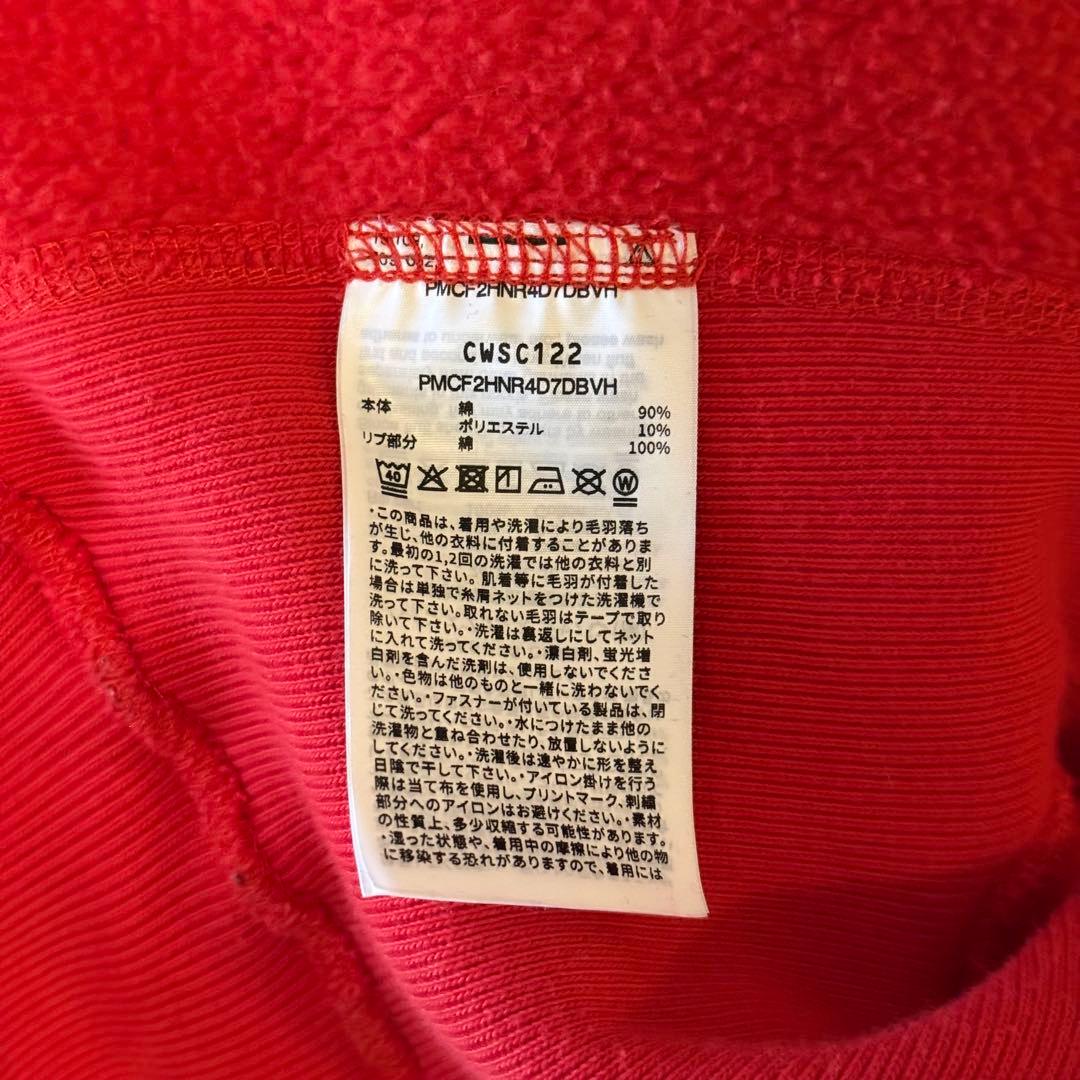 PMCF2HNR4D7DBVH
CWSC122
PMCF2HNR4D7DBVH
本体 綿 90%
ポリエステル 10%
リブ部分 綿 100%
40 W
・この商品は、着用や洗濯により毛羽落ち
が生じ、他の衣料に付着することがありま
す。最初の1,2回の洗濯では他の衣料と別
に洗って下さい。肌着等に毛羽が付着した
場合は単独で糸屑ネットをつけた洗濯機で
洗って下さい。取れない毛羽はテープで取り
除いて下さい。・洗濯は裏返しにしてネット
に入れて洗ってください。・漂白剤、蛍光増
白剤を含んだ洗剤は、使用しないでくださ
い。・色物は他のものと一緒に洗わないでく
ださい。・ファスナーが付いている製品は、閉
じて洗ってください。・水につけたまま他の
洗濯物と重ね合わせたり、放置しないように
してください。・洗濯後は速やかに形を整え
日陰で干して下さい。・アイロン掛けを行う
際は当て布を使用し、プリントマーク、刺繍
部分へのアイロンはお避けください。・素材
の性質上、多少収縮する可能性があります。
・湿った状態や、着用中の摩擦により他の物
に移染する恐れがありますので、着用には